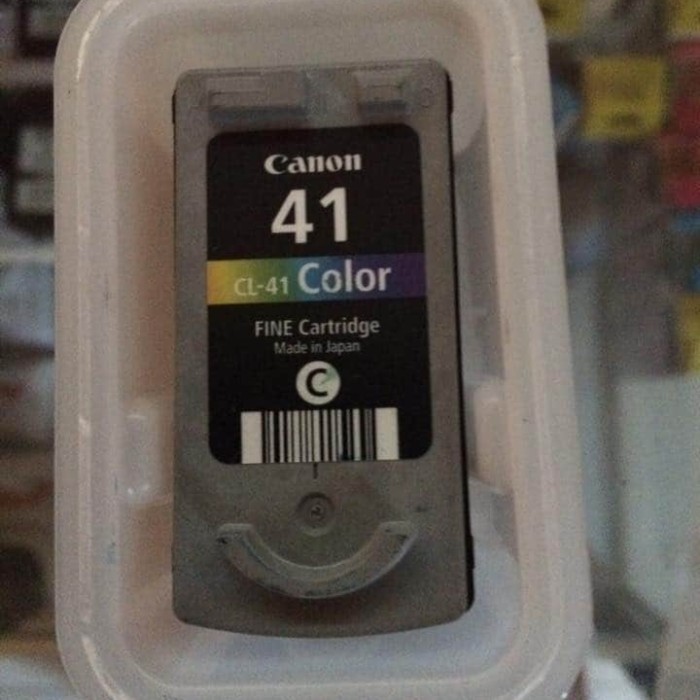 Canon
41
CL-41 Color
FINE Cartridge
Made in Japan
C